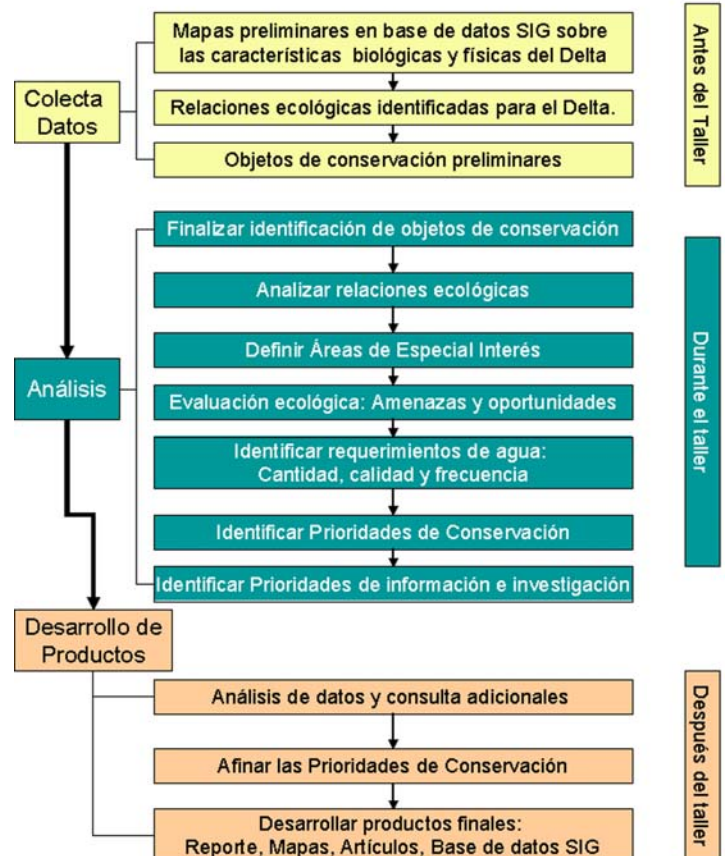 Mapas preliminares en base de datos SIG sobre
las características biológicas y físicas del Delta
Colecta
Datos
Relaciones ecológicas identificadas para el Delta.
Objetos de conservación preliminares
Antes del Taller
Finalizar identificación de objetos de conservación
Analizar relaciones ecológicas
Definir Áreas de Especial Interés
Análisis
Evaluación ecológica: Amenazas y oportunidades
Identificar requerimientos de agua:
Cantidad, calidad y frecuencia
Identificar Prioridades de Conservación
Identificar Prioridades de información e investigación
Durante el taller
Desarrollo de
Productos
Análisis de datos y consulta adicionales
Afinar las Prioridades de Conservación
Desarrollar productos finales:
Reporte, Mapas, Artículos, Base de datos SIG
Después del taller